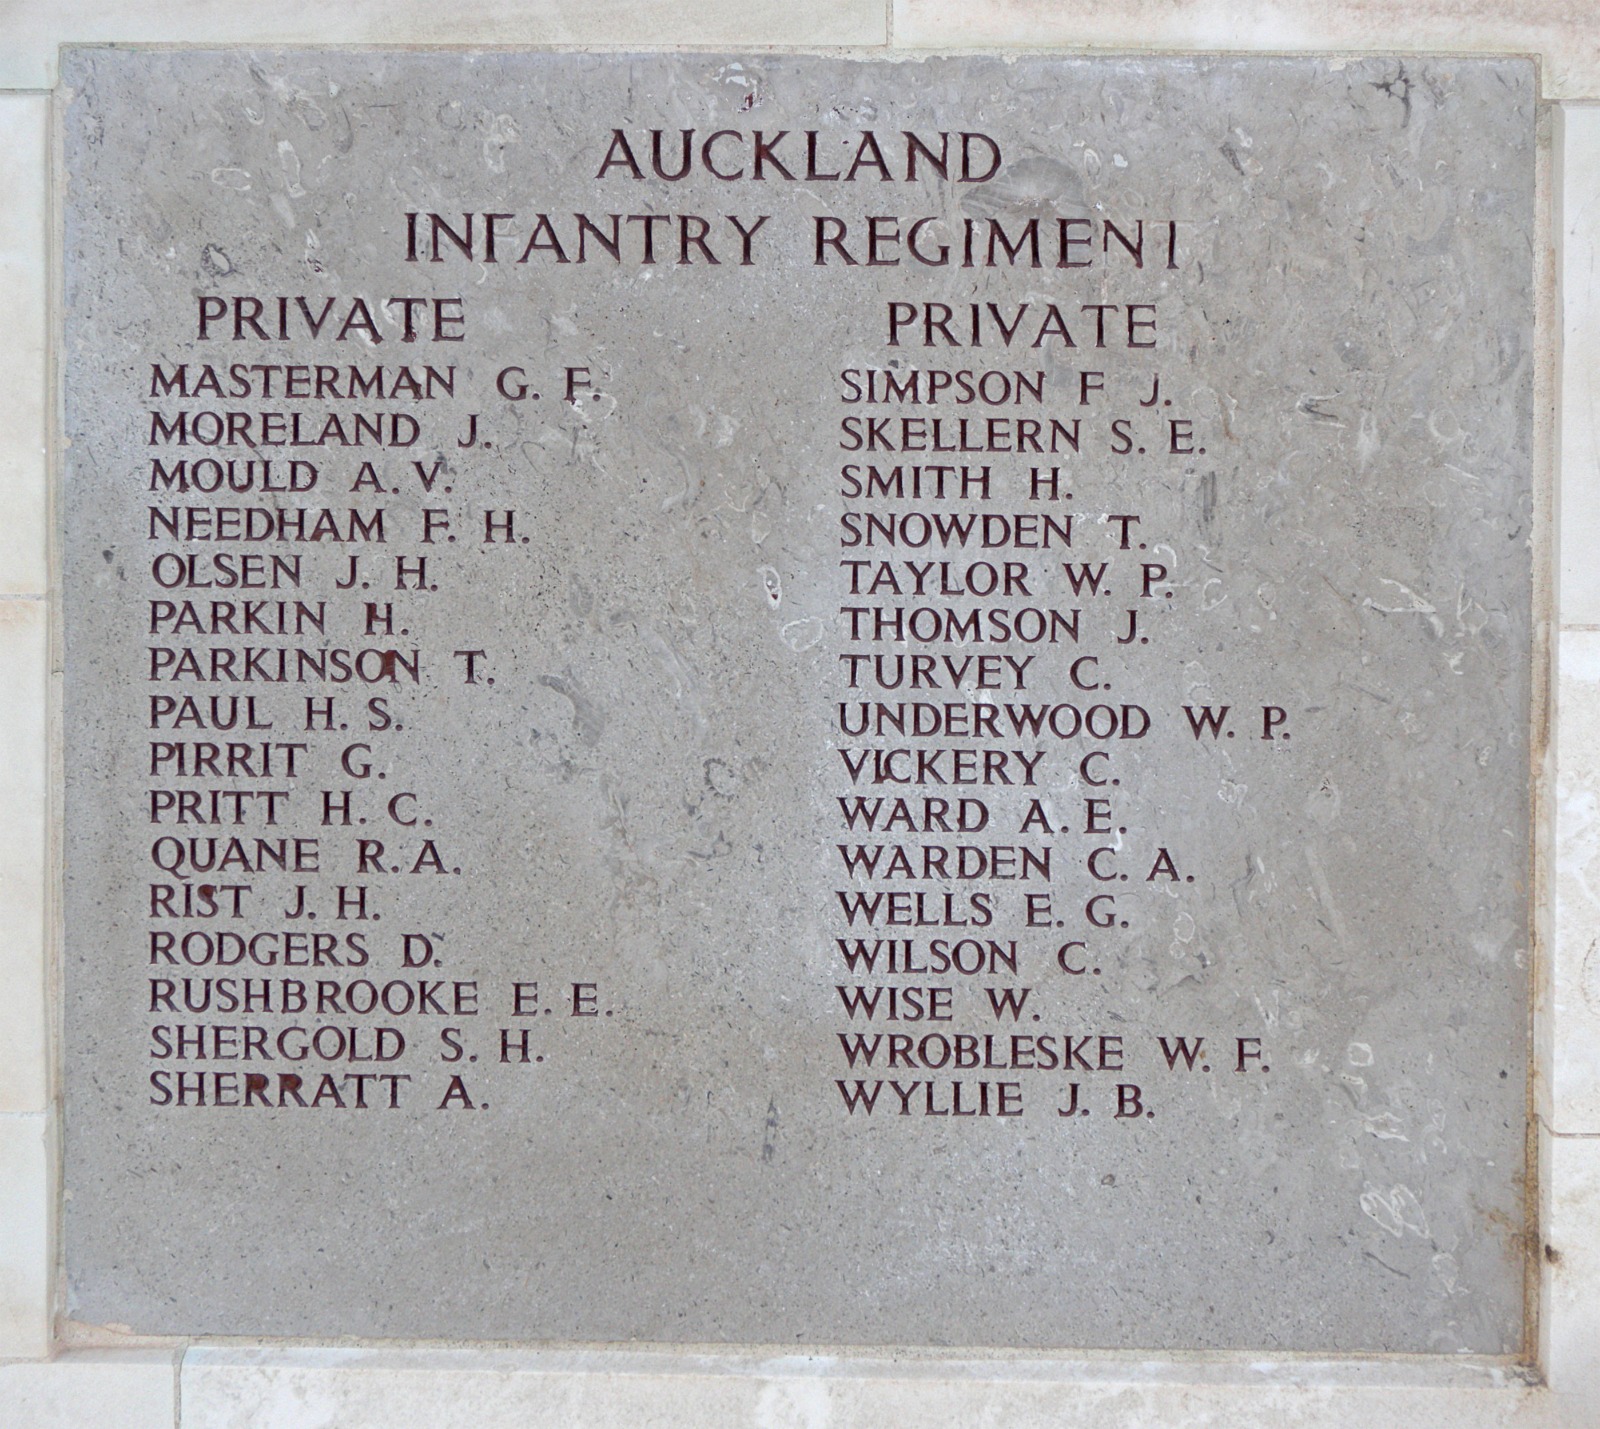 AUCKLAND
INFANTRY REGIMENT
PRIVATE
MASTERMAN G. F.
MORELAND J.
MOULD A. V.
NEEDHAM F. H.
OLSEN J. H.
PARKIN H.
PARKINSON T.
PAUL H. S.
PIRRIT G.
PRITT H. C.
QUANE R. A.
RIST J. H.
RODGERS D.
RUSHBROOKE E. E.
SHERGOLD S. H.
SHERRATT A.
PRIVATE
SIMPSON F J.
SKELLERN S. E.
SMITH H.
SNOWDEN T.
TAYLOR W. P.
THOMSON J.
TURVEY C.
UNDERWOOD W. P.
VICKERY C.
WARD A. E.
WARDEN C. A.
WELLS E. G.
WILSON C.
WISE W.
WROBLESKE W. F.
WYLLIE J. B.